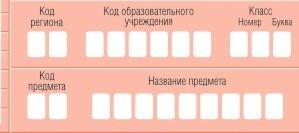 Код региона
Код образовательного учреждения
Класс
Номер Буква
Код предмета
Название предмета